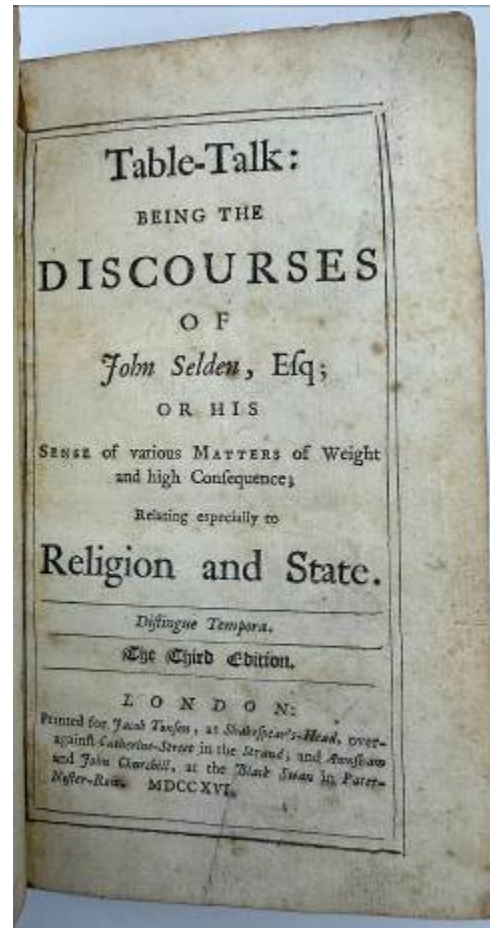 Table-Talk:
BEING THE
DISCOURSES
OF
John Selden, Eſq;
OR HIS
SENSE of various MATTERS of Weight
and high Conſequence;
Relating eſpecially to
Religion and State.
Diſtingue Tempora.
The Third Edition.
LONDON:
Printed for Jacob Tonſon, at Shakeſpear's-Head, over-
againſt Catherine-Street in the Strand; and Awnſham
and John Churchill, at the Black Swan in Pater-
Noſter-Row. MDCCXVI.